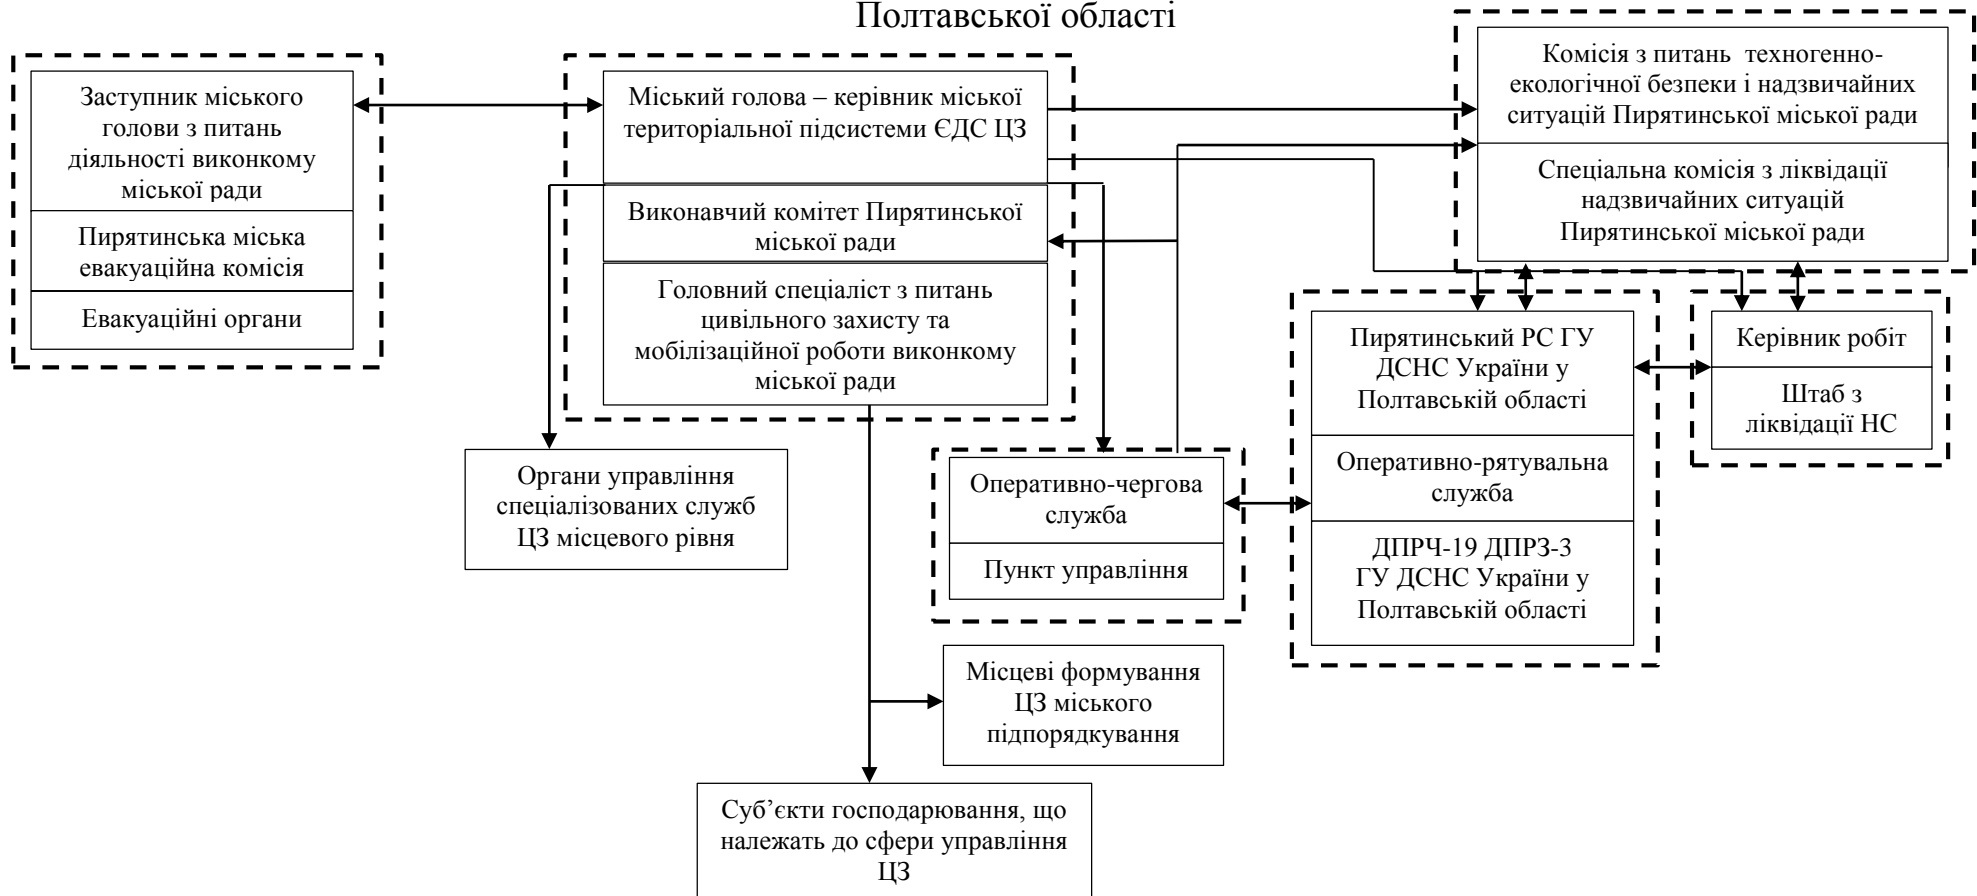 Полтавської області
Заступник міського
голови з питань
діяльності виконкому
міської ради
Пирятинська міська
евакуаційна комісія
Евакуаційні органи
Міський голова – керівник міської
територіальної підсистеми ЄДС ЦЗ
Виконавчий комітет Пирятинської
міської ради
Головний спеціаліст з питань
цивільного захисту та
мобілізаційної роботи виконкому
міської ради
Комісія з питань техногенно-
екологічної безпеки і надзвичайних
ситуацій Пирятинської міської ради
Спеціальна комісія з ліквідації
надзвичайних ситуацій
Пирятинської міської ради
Пирятинський РС ГУ
ДСНС України у
Полтавській області
Оперативно-рятувальна
служба
ДПРЧ-19 ДПРЗ-3
ГУ ДСНС України у
Полтавській області
Керівник робіт
Штаб з
ліквідації НС
Органи управління
спеціалізованих служб
ЦЗ місцевого рівня
Оперативно-чергова
служба
Пункт управління
Місцеві формування
ЦЗ міського
підпорядкування
Суб’єкти господарювання, що
належать до сфери управління
ЦЗ